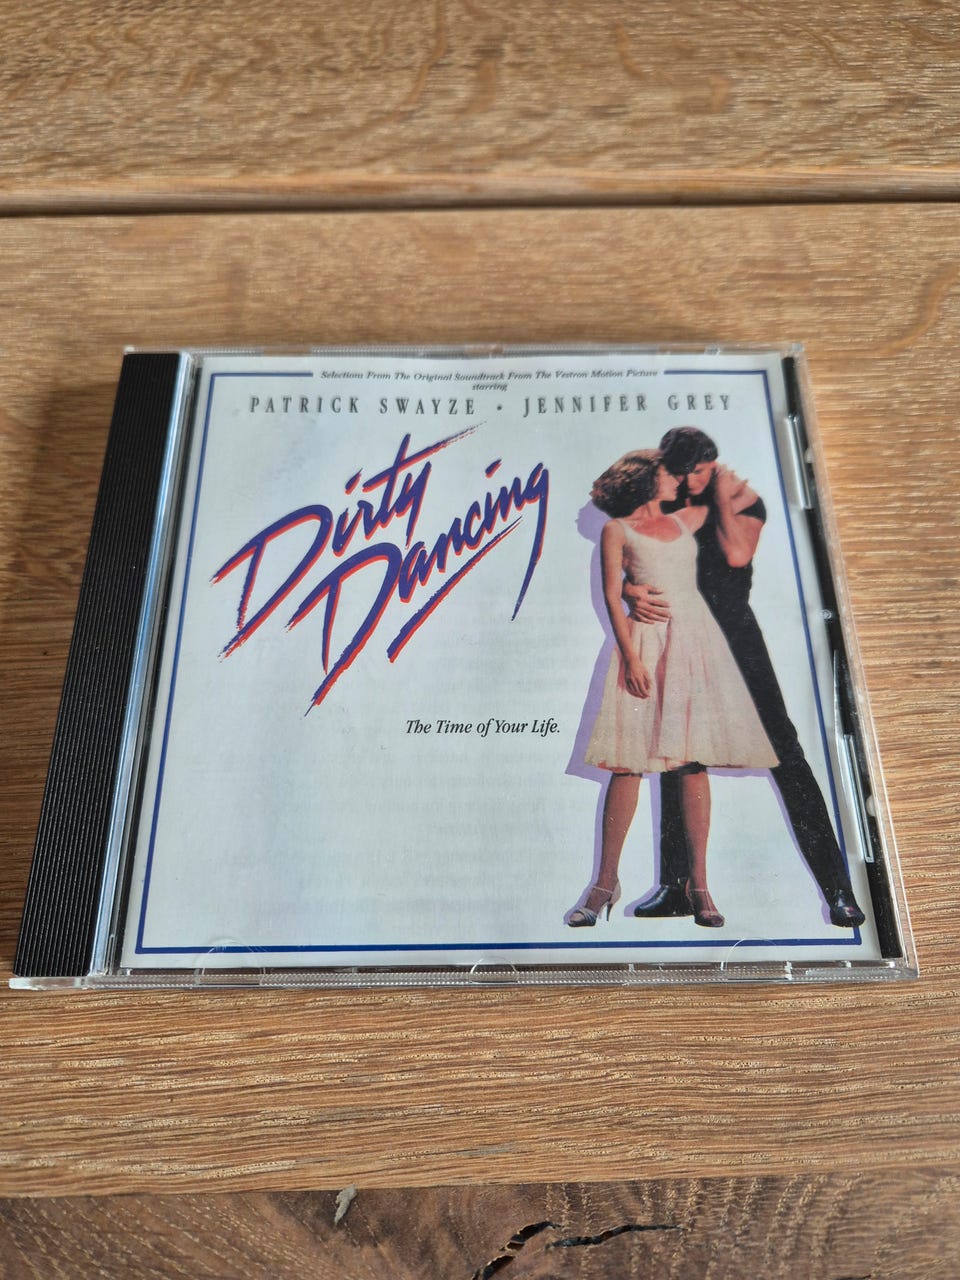 Selections From The Original Soundtrack From The Vestron Motion Picture
starring
PATRICK SWAYZE • JENNIFER GREY
Dirty
Dancing
The Time of Your Life.